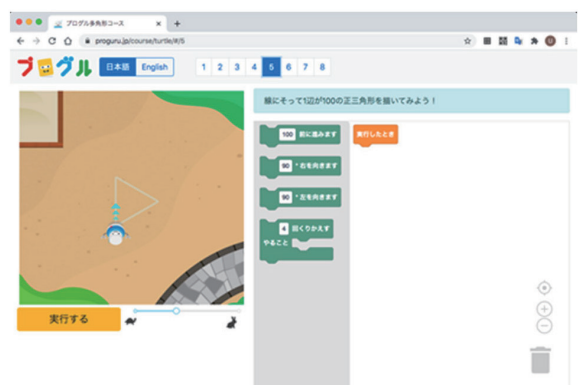 プログル多角形コース
proguru.jp/course/turtle/#/5
プログル 日本語 English 1 2 3 4 5 6 7 8
線にそって1辺が100の正三角形を描いてみよう！
100 前に進みます
実行したとき
90 °右を向きます
90 °左を向きます
4 回くりかえす
やること
実行する